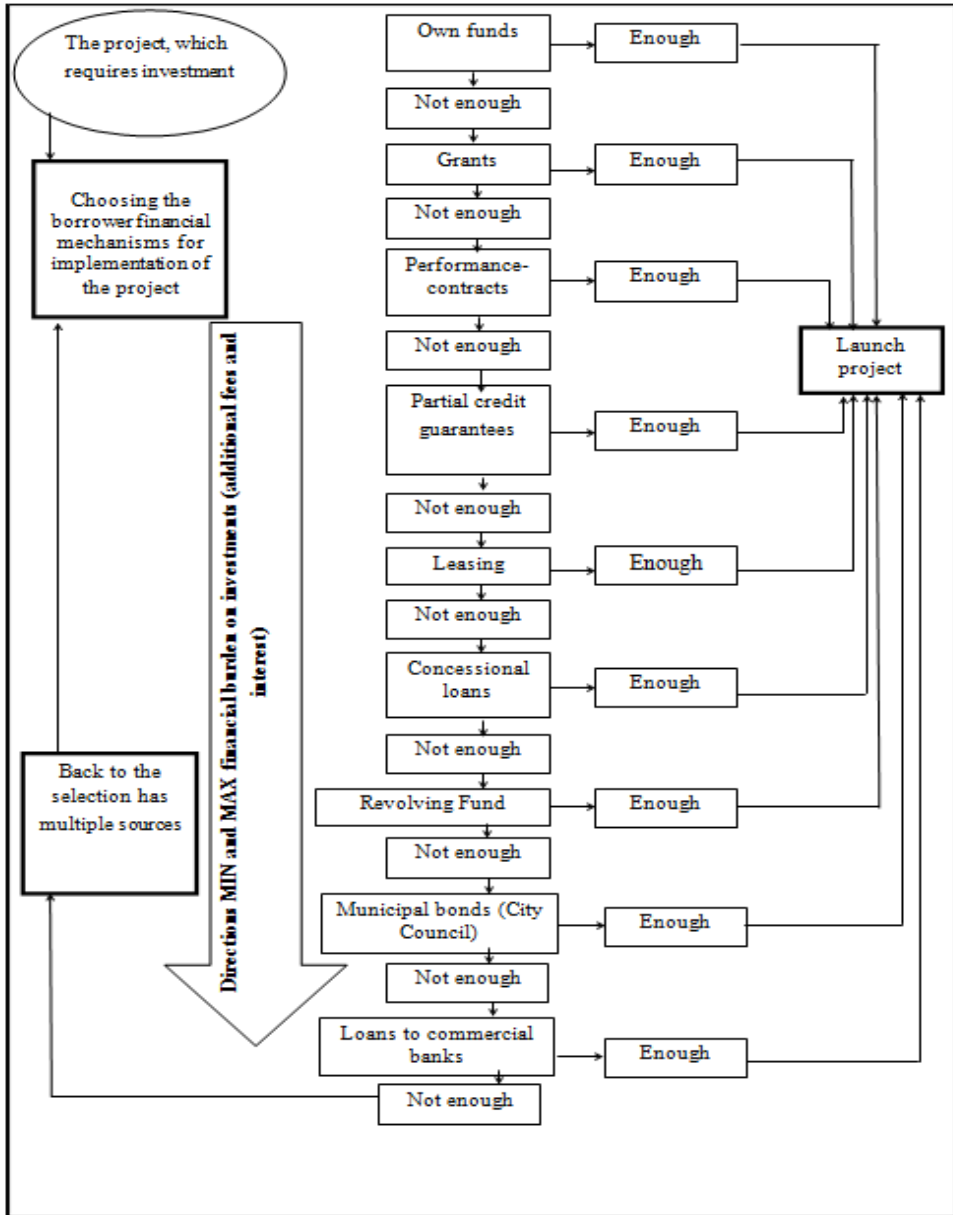 The project, which
requires investment
Choosing the
borrower financial
mechanisms for
implementation of
the project
Back to the
selection has
multiple sources
Directions MIN and MAX financial burden on investments (additional fees and
interest)
Own funds
Enough
Not enough
Grants
Enough
Not enough
Performance-
contracts
Enough
Not enough
Partial credit
guarantees
Enough
Not enough
Leasing
Enough
Not enough
Concessional
loans
Enough
Not enough
Revolving Fund
Enough
Not enough
Municipal bonds (City
Council)
Enough
Not enough
Loans to commercial
banks
Enough
Not enough
Launch
project